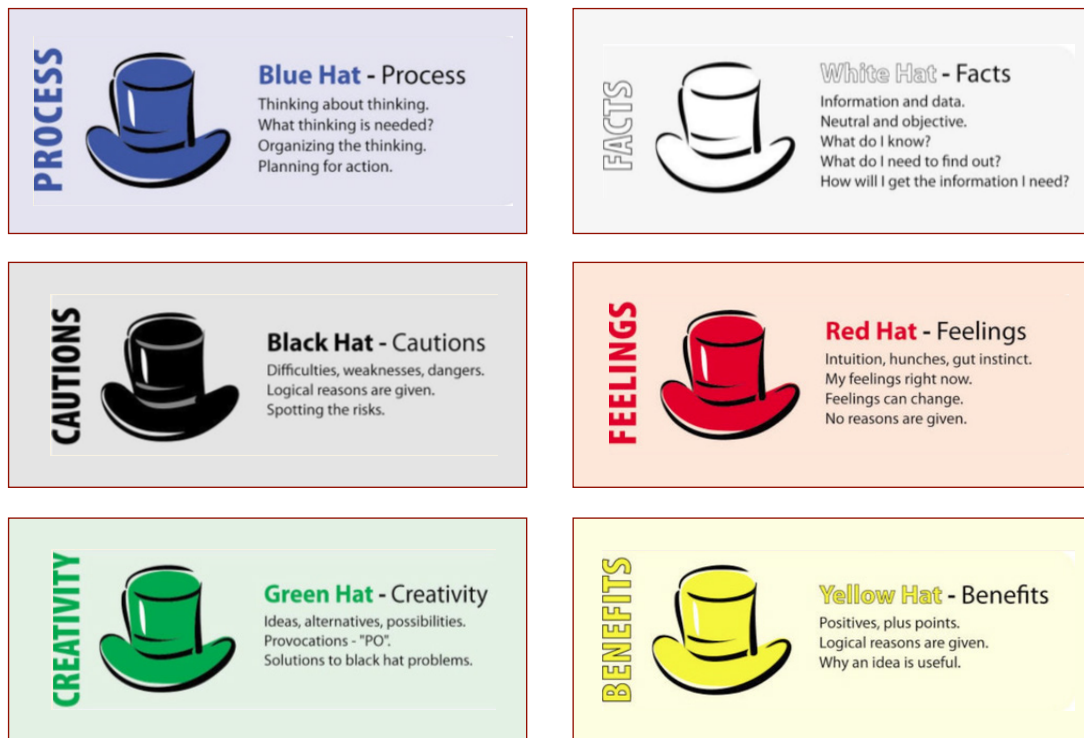 PROCESS
Blue Hat - Process
Thinking about thinking.
What thinking is needed?
Organizing the thinking.
Planning for action.
FACTS
White Hat - Facts
Information and data.
Neutral and objective.
What do I know?
What do I need to find out?
How will I get the information I need?
CAUTIONS
Black Hat - Cautions
Difficulties, weaknesses, dangers.
Logical reasons are given.
Spotting the risks.
FEELINGS
Red Hat - Feelings
Intuition, hunches, gut instinct.
My feelings right now.
Feelings can change.
No reasons are given.
CREATIVITY
Green Hat - Creativity
Ideas, alternatives, possibilities.
Provocations - "PO".
Solutions to black hat problems.
BENEFITS
Yellow Hat - Benefits
Positives, plus points.
Logical reasons are given.
Why an idea is useful.